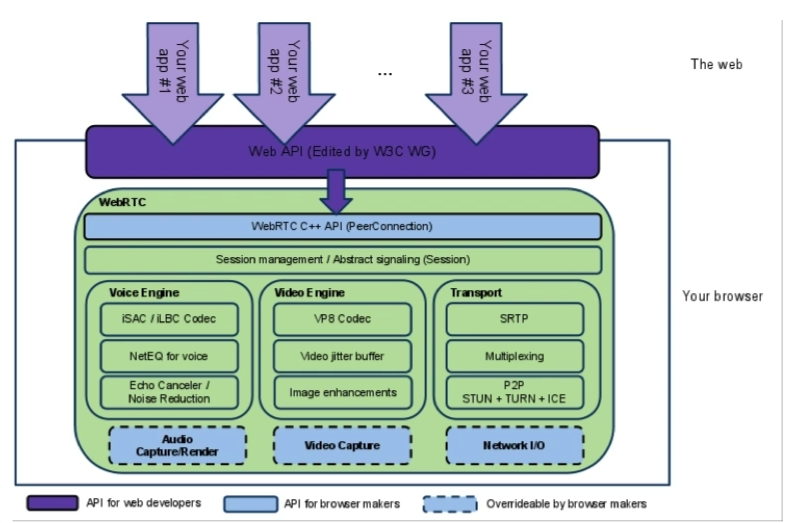 Your web
app #1
Your web
app #2
...
Your web
app #3
The web
Web API (Edited by W3C WG)
WebRTC
WebRTC C++ API (PeerConnection)
Session management / Abstract signaling (Session)
Your browser
Voice Engine
iSAC / iLBC Codec
NetEQ for voice
Echo Canceler /
Noise Reduction
Video Engine
VP8 Codec
Video jitter buffer
Image enhancements
Transport
SRTP
Multiplexing
P2P
STUN + TURN + ICE
Audio
Capture/Render
Video Capture
Network I/O
API for web developers
API for browser makers
Overrideable by browser makers